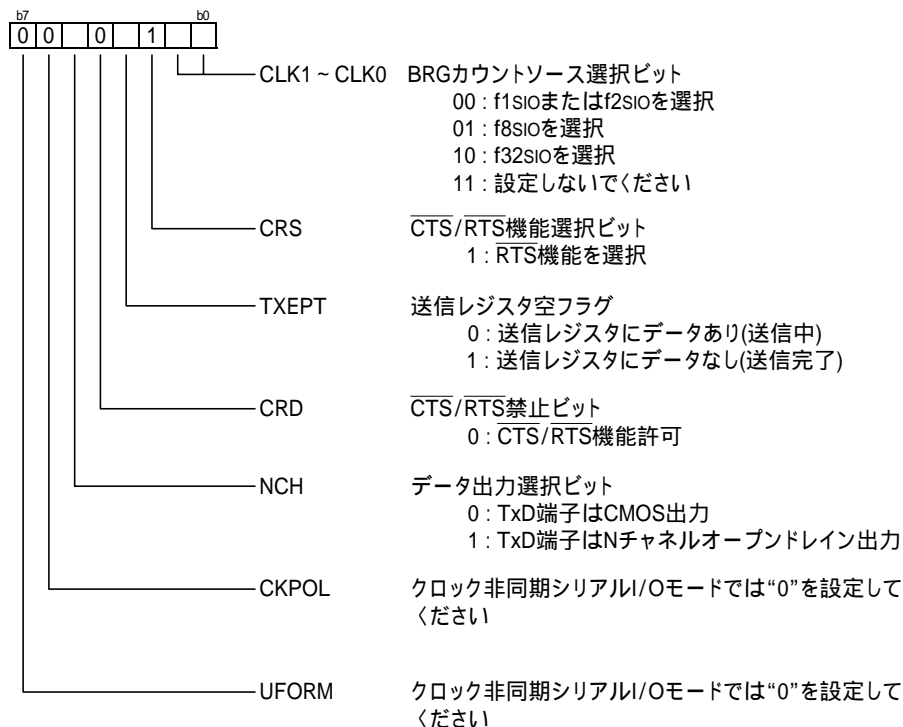 b7 b0
0 0 0 1
CLK1 ~ CLK0 BRGカウントソース選択ビット
00 : f1SIOまたはf2SIOを選択
01 : f8SIOを選択
10 : f32SIOを選択
11 : 設定しないでください
CRS CTS/RTS機能選択ビット
1 : RTS機能を選択
TXEPT 送信レジスタ空フラグ
0 : 送信レジスタにデータあり(送信中)
1 : 送信レジスタにデータなし(送信完了)
CRD CTS/RTS禁止ビット
0 : CTS/RTS機能許可
NCH データ出力選択ビット
0 : TxD端子はCMOS出力
1 : TxD端子はNチャネルオープンドレイン出力
CKPOL クロック非同期シリアルI/Oモードでは“0”を設定して
ください
UFORM クロック非同期シリアルI/Oモードでは“0”を設定して
ください